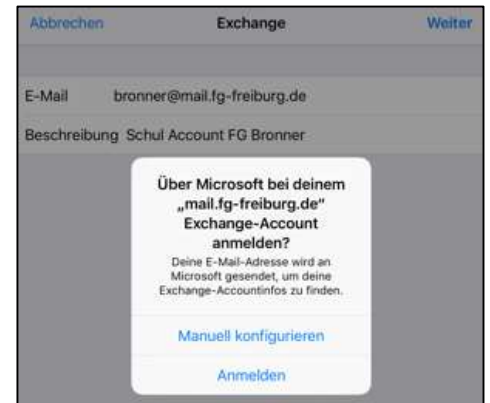 Abbrechen Exchange Weiter
E-Mail bronner@mail.fg-freiburg.de
Beschreibung Schul Account FG Bronner
Über Microsoft bei deinem
„mail.fg-freiburg.de“
Exchange-Account
anmelden?
Deine E-Mail-Adresse wird an
Microsoft gesendet, um deine
Exchange-Accountinfos zu finden.
Manuell konfigurieren
Anmelden